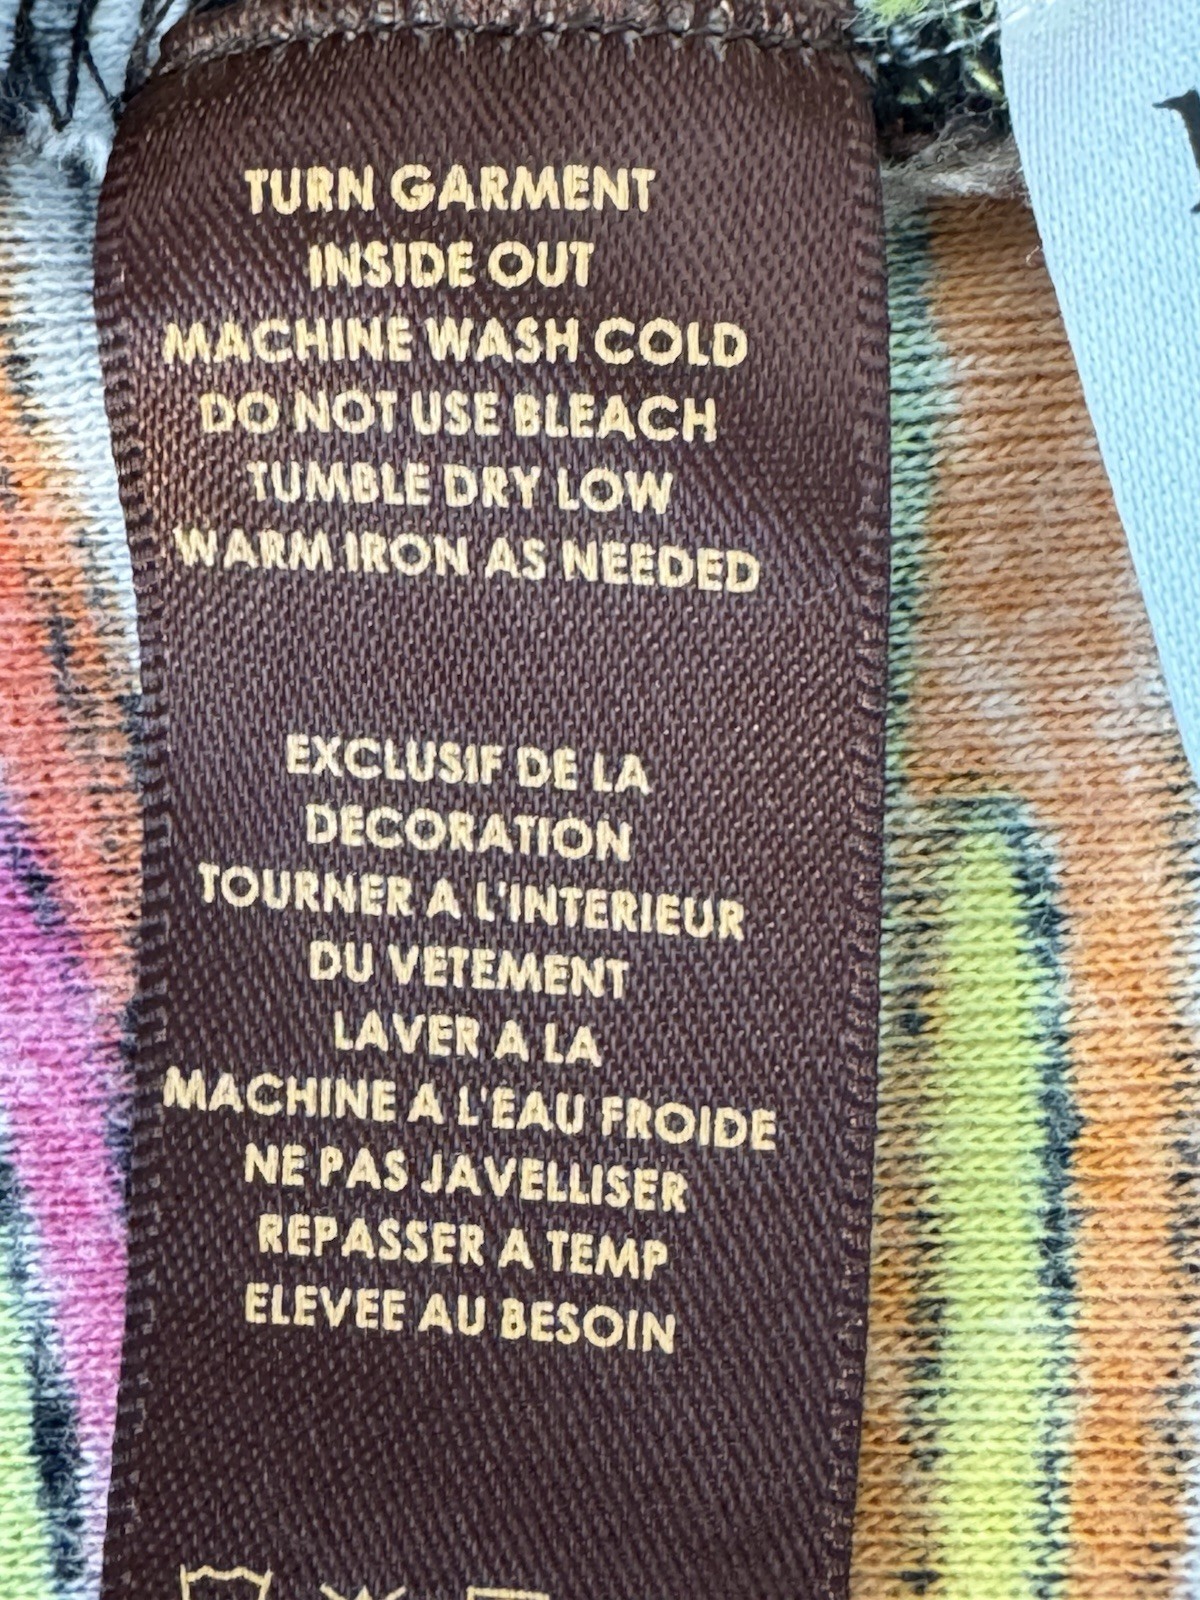 TURN GARMENT
INSIDE OUT
MACHINE WASH COLD
DO NOT USE BLEACH
TUMBLE DRY LOW
WARM IRON AS NEEDED
EXCLUSIF DE LA
DECORATION
TOURNER A L'INTERIEUR
DU VETEMENT
LAVER A LA
MACHINE A L'EAU FROIDE
NE PAS JAVELLISER
REPASSER A TEMP
ELEVEE AU BESOIN